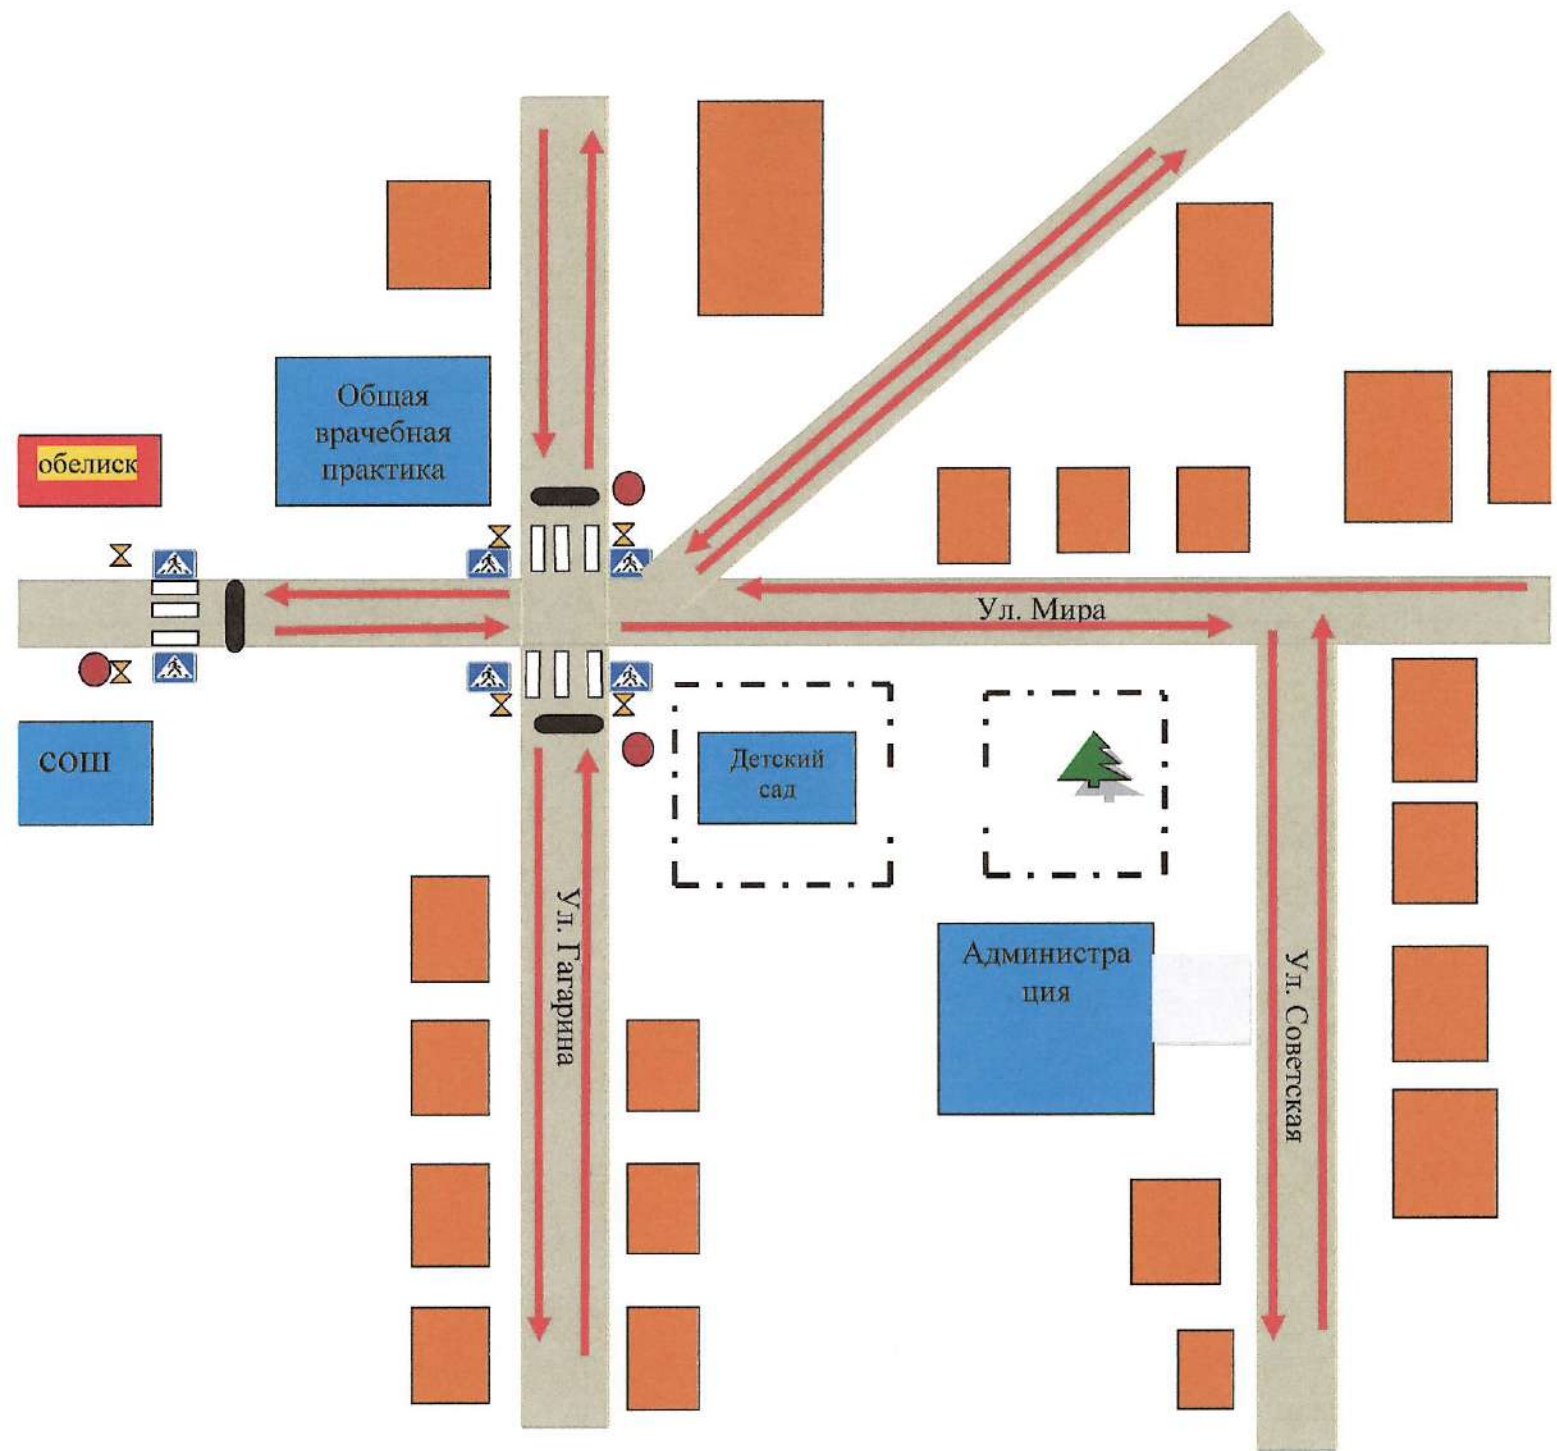 Общая
врачебная
практика
обелиск
Ул. Мира
СОШ
Детский
сад
Ул. Гагарина
Администра
ция
Ул. Советская